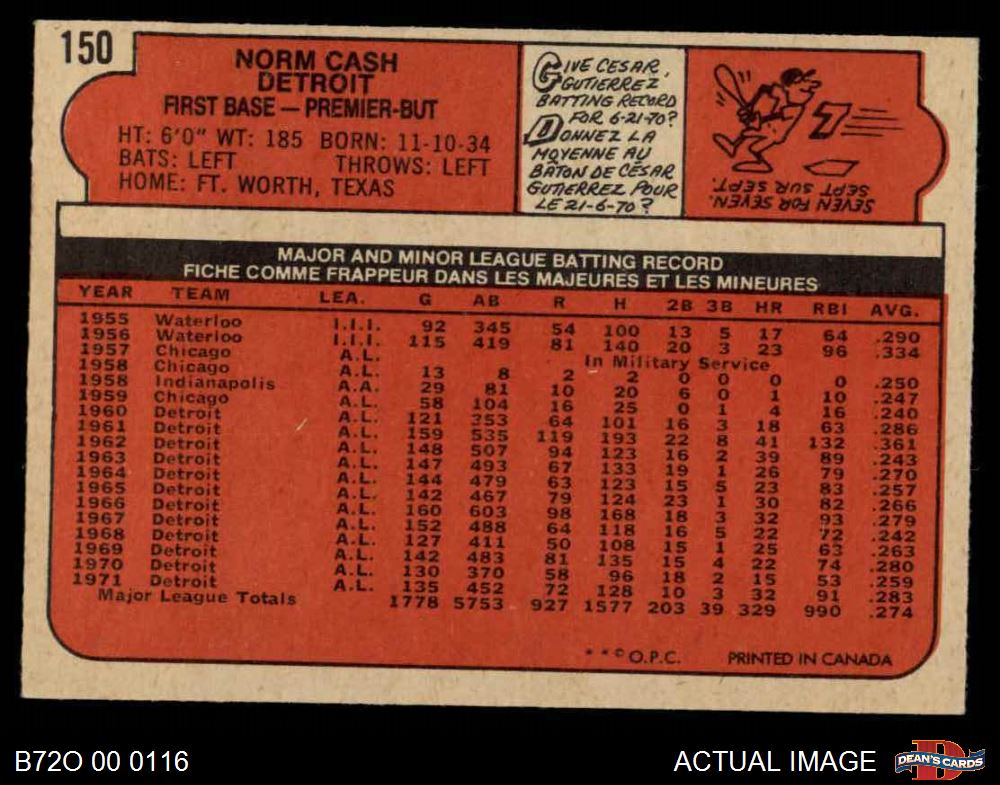 150
NORM CASH
DETROIT
FIRST BASE — PREMIER-BUT
HT: 6'0" WT: 185 BORN: 11-10-34
BATS: LEFT THROWS: LEFT
HOME: FT. WORTH, TEXAS
GIVE CESAR
GUTIERREZ
BATTING RECORD
FOR 6-21-70?
DONNEZ LA
MOYENNE AU
BÂTON DE CÉSAR
GUTIERREZ POUR
LE 21-6-70?
7
SEVEN FOR SEVEN.
SEPT SUR SEPT.
MAJOR AND MINOR LEAGUE BATTING RECORD
FICHE COMME FRAPPEUR DANS LES MAJEURES ET LES MINEURES
YEAR TEAM LEA. G AB R H 2B 3B HR RBI AVG.
1955 Waterloo I.I.I. 92 345 54 100 13 5 17 64 .290
1956 Waterloo I.I.I. 115 419 81 140 20 3 23 96 .334
1957 Chicago A.L. In Military Service
1958 Chicago A.L. 13 8 2 2 0 0 0 0 .250
1958 Indianapolis A.A. 29 81 10 20 6 0 1 10 .247
1959 Chicago A.L. 58 104 16 25 0 1 4 16 .240
1960 Detroit A.L. 121 353 64 101 16 3 18 63 .286
1961 Detroit A.L. 159 535 119 193 22 8 41 132 .361
1962 Detroit A.L. 148 507 94 123 16 2 39 89 .243
1963 Detroit A.L. 147 493 67 133 19 1 26 79 .270
1964 Detroit A.L. 144 479 63 123 15 5 23 83 .257
1965 Detroit A.L. 142 467 79 124 23 1 30 82 .266
1966 Detroit A.L. 160 603 98 168 18 3 32 93 .279
1967 Detroit A.L. 152 488 64 118 16 5 22 72 .242
1968 Detroit A.L. 127 411 50 108 15 1 25 63 .263
1969 Detroit A.L. 142 483 81 135 15 4 22 74 .280
1970 Detroit A.L. 130 370 58 96 18 2 15 53 .259
1971 Detroit A.L. 135 452 72 128 10 3 32 91 .283
Major League Totals 1778 5753 927 1577 203 39 329 990 .274
* * © O.P.C. PRINTED IN CANADA
B72O 00 0116
ACTUAL IMAGE
DEAN'S CARDS